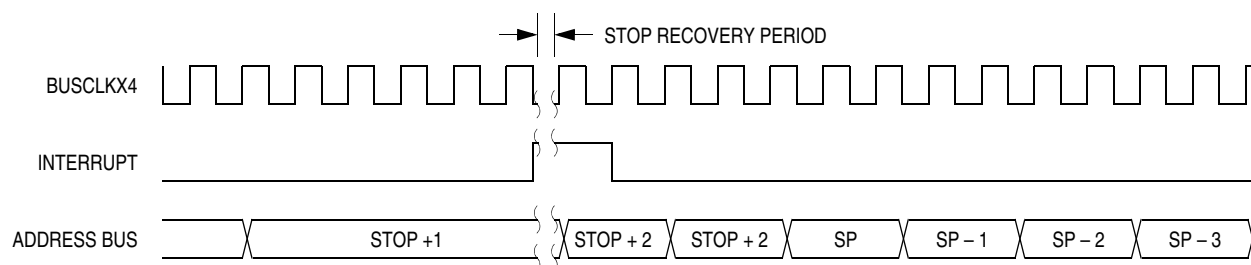 STOP RECOVERY PERIOD
BUSCLKX4
INTERRUPT
ADDRESS BUS STOP +1 STOP + 2 STOP + 2 SP SP – 1 SP – 2 SP – 3